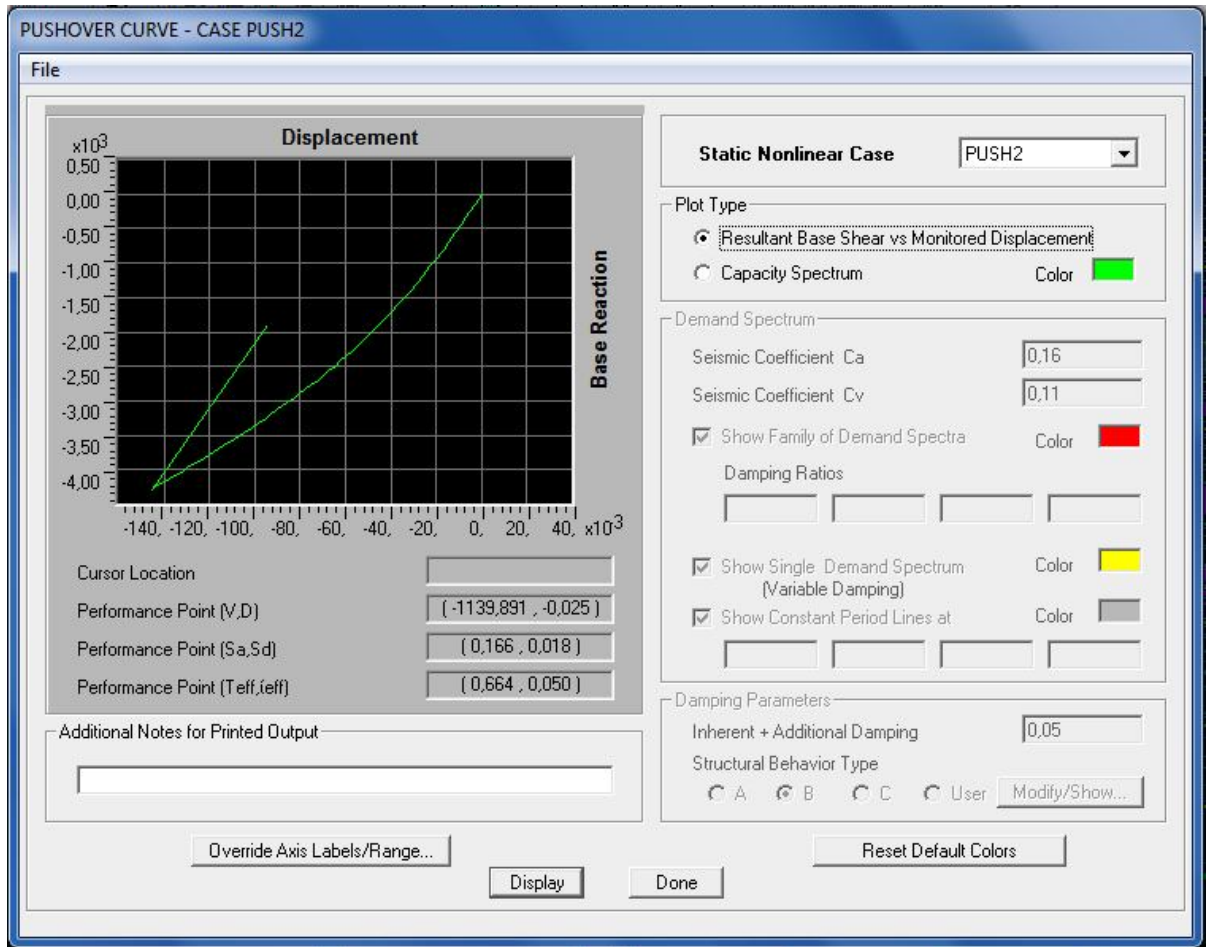 PUSHOVER CURVE - CASE PUSH2
File
Displacement
x10³
0,50
0,00
-0,50
-1,00
-1,50
-2,00
-2,50
-3,00
-3,50
-4,00
Base Reaction
-140, -120, -100, -80, -60, -40, -20 0, 20, 40, x10⁻³
Cursor Location
Performance Point (V,D) (-1139,891 , -0,025 )
Performance Point (Sa,Sd) ( 0,166 , 0,018 )
Performance Point (Teff,íeff) ( 0,664 , 0,050 )
Additional Notes for Printed Output
Static Nonlinear Case PUSH2
Plot Type
Resultant Base Shear vs Monitored Displacement
Capacity Spectrum Color
Demand Spectrum
Seismic Coefficient Ca 0,16
Seismic Coefficient Cv 0,11
Show Family of Demand Spectra Color
Damping Ratios
Show Single Demand Spectrum Color
(Variable Damping)
Show Constant Period Lines at Color
Damping Parameters
Inherent + Additional Damping 0,05
Structural Behavior Type
A B C User Modify/Show...
Override Axis Labels/Range... Reset Default Colors
Display Done